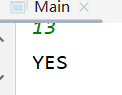 Main
13
YES